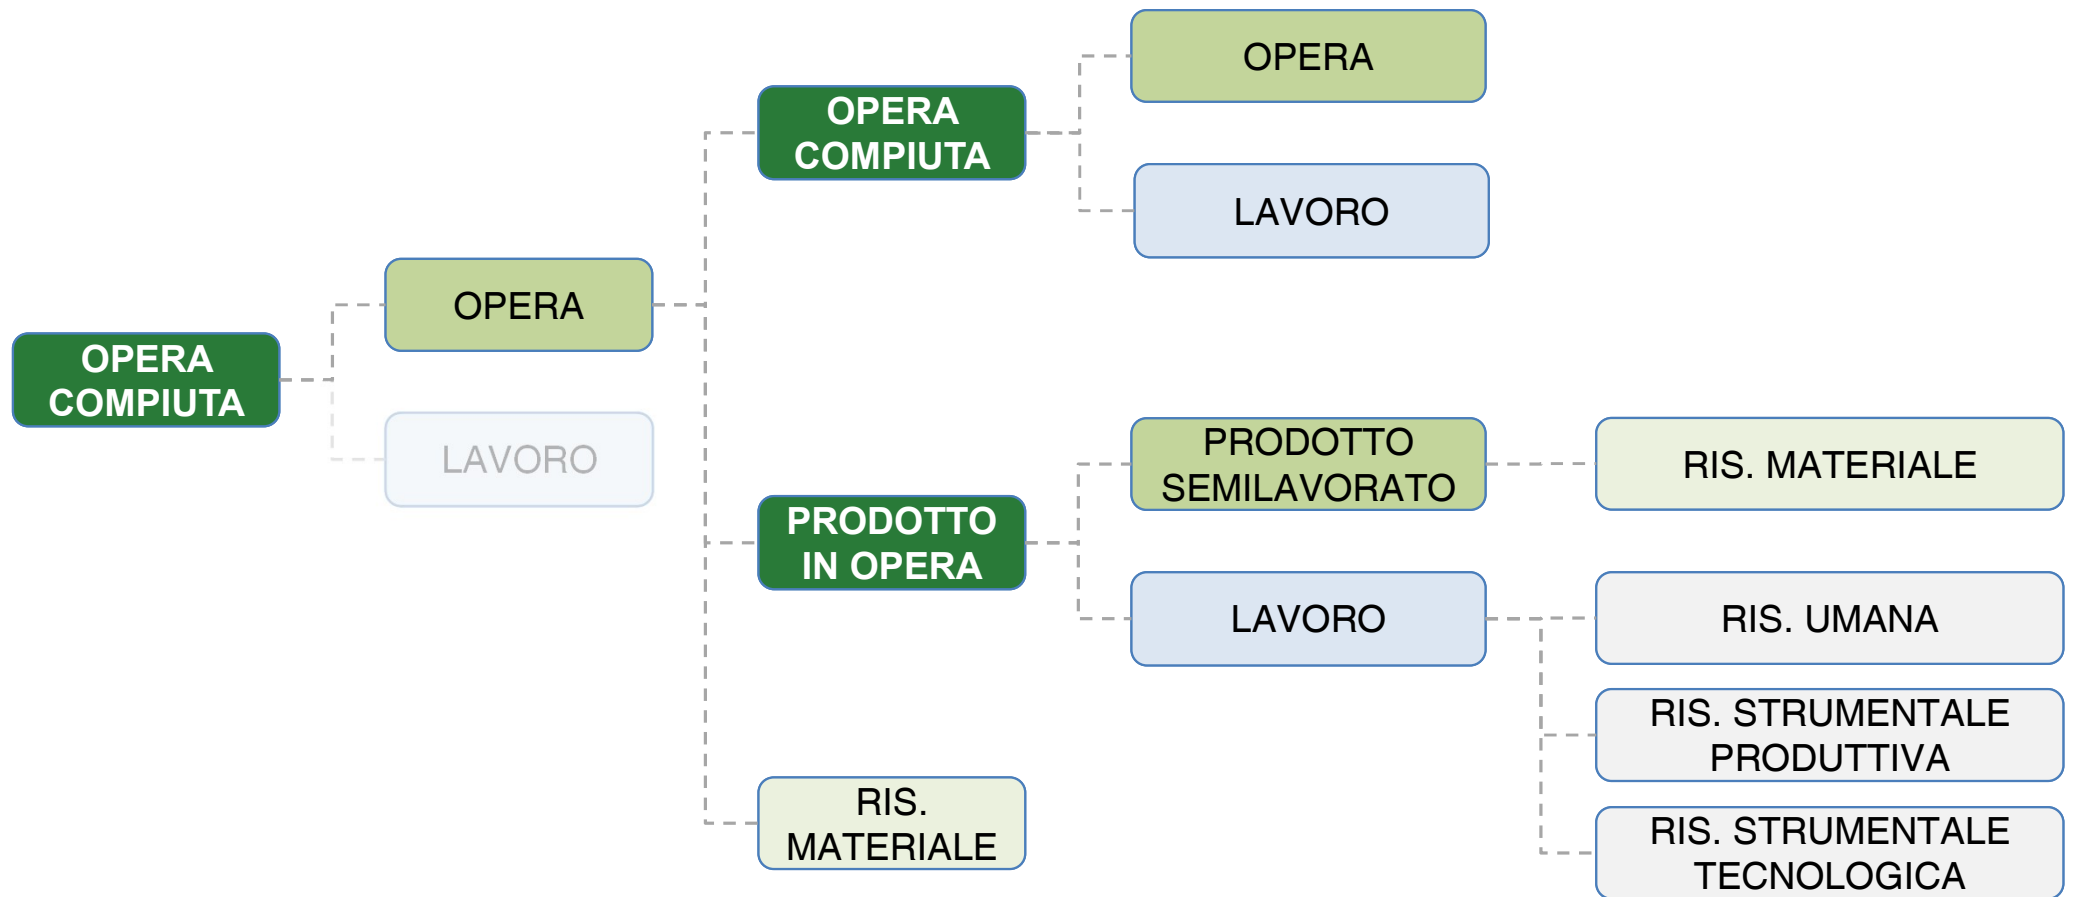 OPERA
COMPIUTA
OPERA
LAVORO
OPERA
COMPIUTA
PRODOTTO
IN OPERA
RIS.
MATERIALE
OPERA
LAVORO
PRODOTTO
SEMILAVORATO
LAVORO
RIS. MATERIALE
RIS. UMANA
RIS. STRUMENTALE
PRODUTTIVA
RIS. STRUMENTALE
TECNOLOGICA